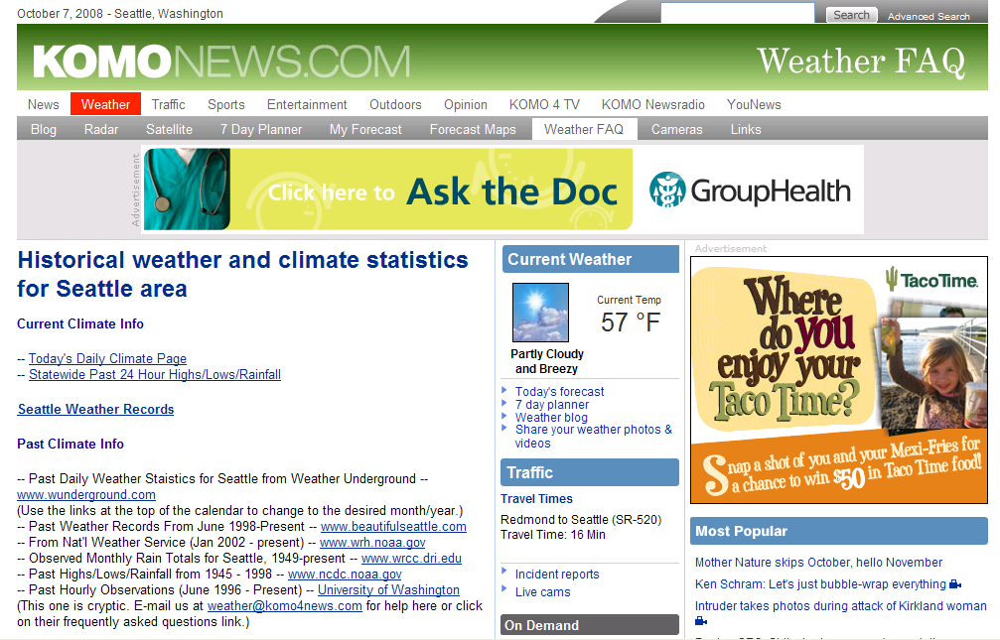 October 7, 2008 - Seattle, Washington
Search
Advanced Search
KOMONEWS.COM
Weather FAQ
News Weather Traffic Sports Entertainment Outdoors Opinion KOMO 4 TV KOMO Newsradio YouNews
Blog Radar Satellite 7 Day Planner My Forecast Forecast Maps Weather FAQ Cameras Links
Advertisement
Click here to Ask the Doc
GroupHealth
Historical weather and climate statistics
for Seattle area
Current Climate Info
-- Today's Daily Climate Page
-- Statewide Past 24 Hour Highs/Lows/Rainfall
Seattle Weather Records
Past Climate Info
-- Past Daily Weather Staistics for Seattle from Weather Underground --
www.wunderground.com
(Use the links at the top of the calendar to change to the desired month/year.)
-- Past Weather Records From June 1998-Present -- www.beautifulseattle.com
-- From Nat'l Weather Service (Jan 2002 - present) -- www.wrh.noaa.gov
-- Observed Monthly Rain Totals for Seattle, 1949-present -- www.wrcc.dri.edu
-- Past Highs/Lows/Rainfall from 1945 - 1998 -- www.ncdc.noaa.gov
-- Past Hourly Observations (June 1996 - Present) -- University of Washington
(This one is cryptic. E-mail us at weather@komo4news.com for help here or click
on their frequently asked questions link.)
Current Weather
Current Temp
57 °F
Partly Cloudy
and Breezy
Today's forecast
7 day planner
Weather blog
Share your weather photos &
videos
Traffic
Travel Times
Redmond to Seattle (SR-520)
Travel Time: 16 Min
Incident reports
Live cams
On Demand
Advertisement
Taco Time.
Where
do you
enjoy your
Taco Time?
Snap a shot of you and your Mexi-Fries for
a chance to win $50 in Taco Time food!
Most Popular
Mother Nature skips October, hello November
Ken Schram: Let's just bubble-wrap everything
Intruder takes photos during attack of Kirkland woman